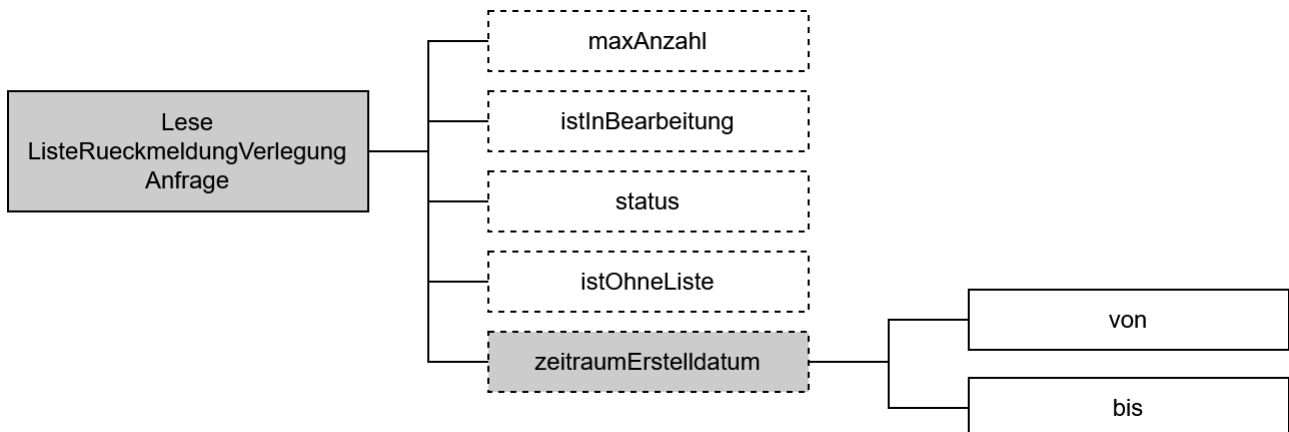 Lese
ListeRueckmeldungVerlegung
Anfrage
maxAnzahl
istInBearbeitung
status
istOhneListe
zeitraumErstelldatum
von
bis